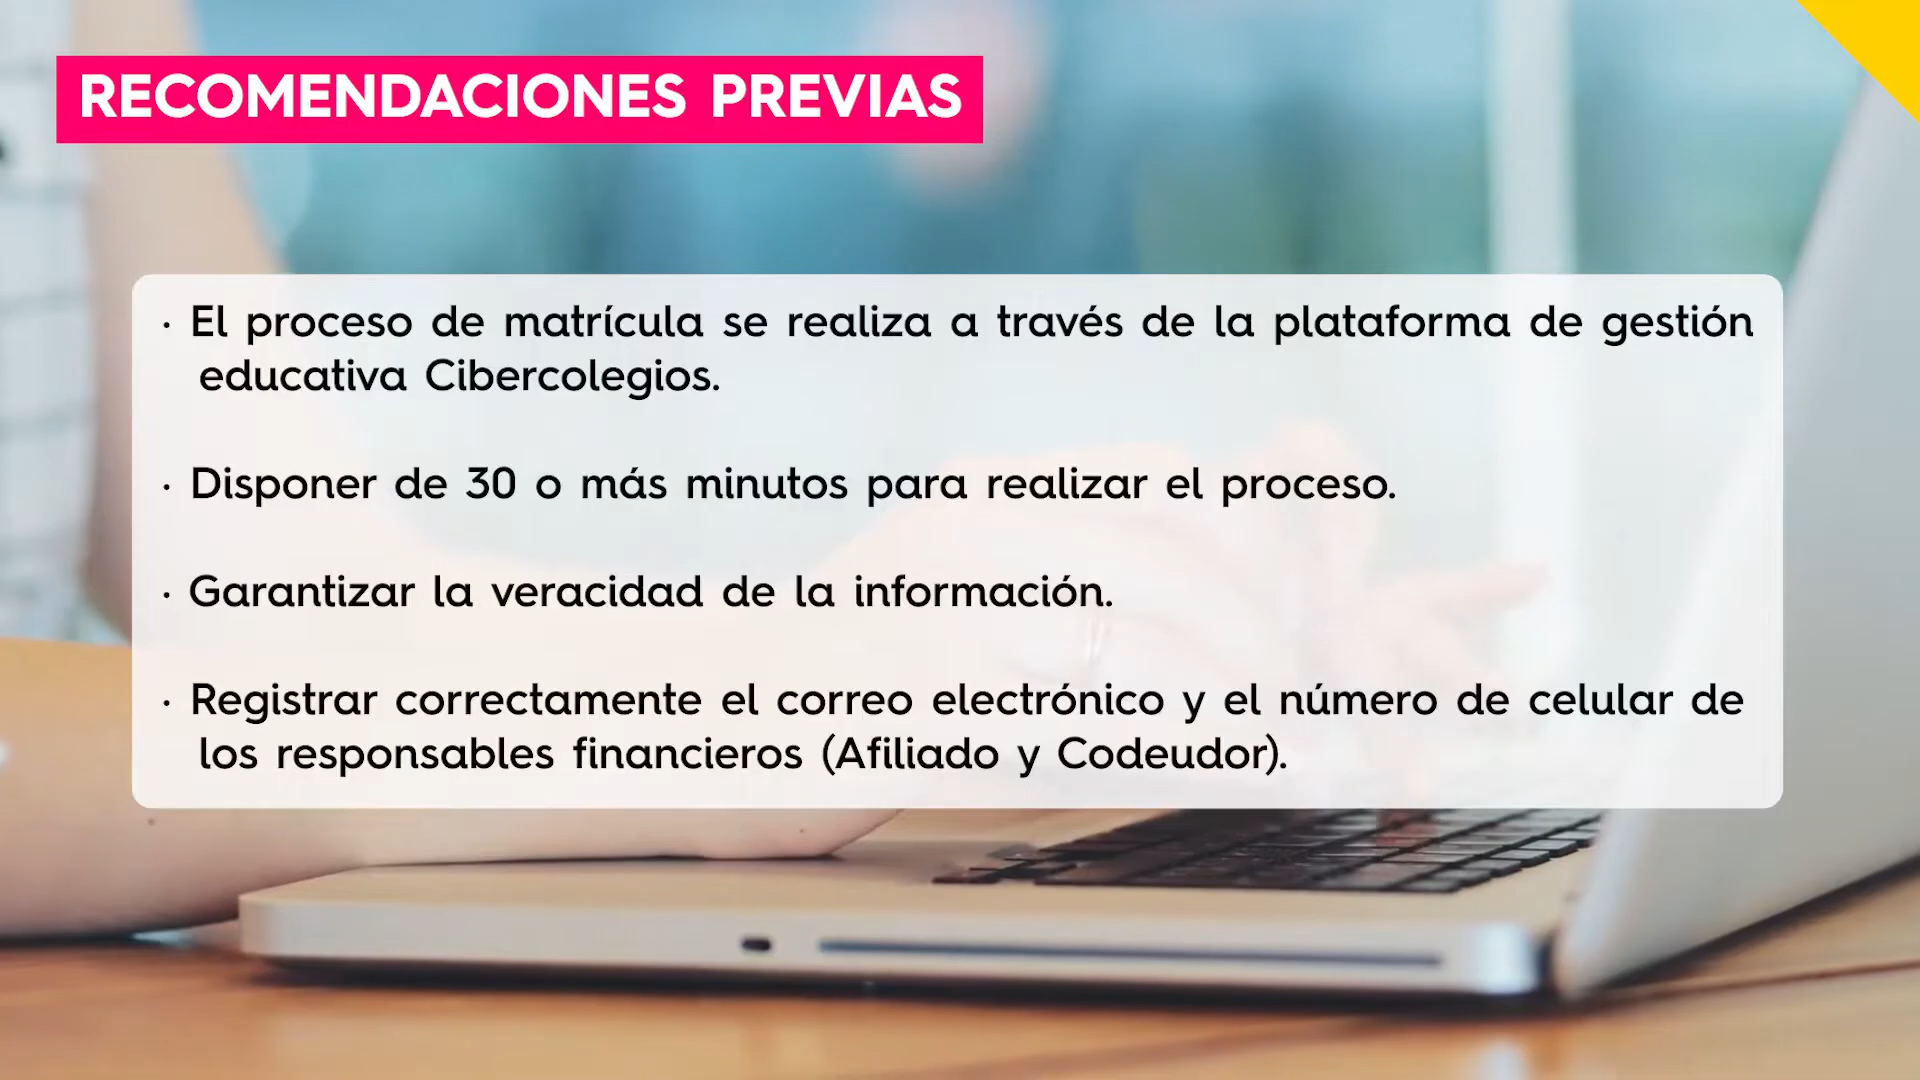 RECOMENDACIONES PREVIAS
· El proceso de matrícula se realiza a través de la plataforma de gestión
educativa Cibercolegios.
· Disponer de 30 o más minutos para realizar el proceso.
· Garantizar la veracidad de la información.
· Registrar correctamente el correo electrónico y el número de celular de
los responsables financieros (Afiliado y Codeudor).